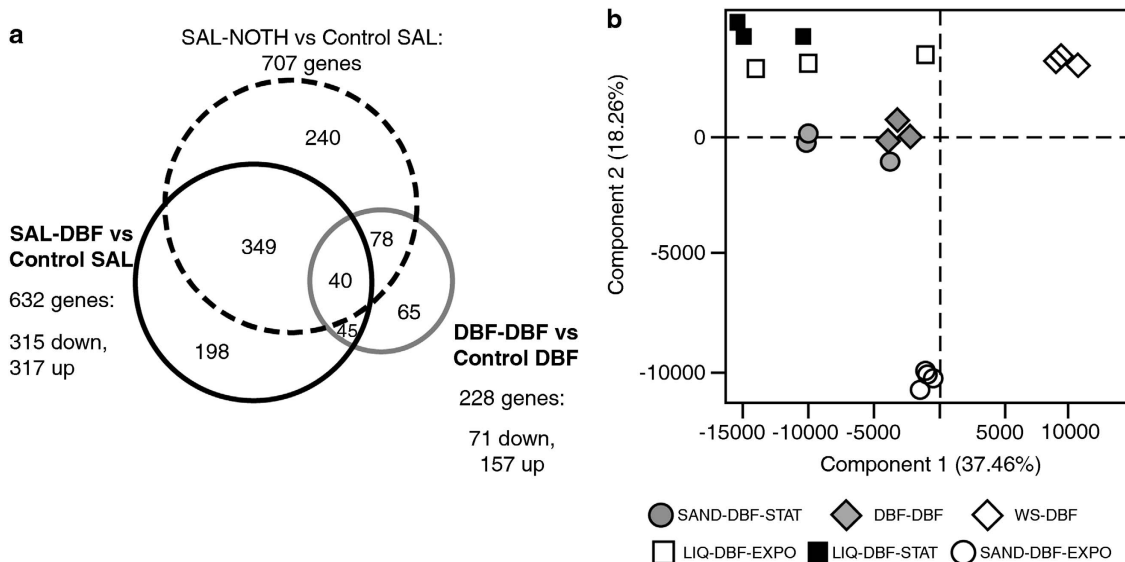 a
SAL-NOTH vs Control SAL:
707 genes
240
SAL-DBF vs
Control SAL
632 genes:
315 down,
317 up
349
78
40
65
45
198
DBF-DBF vs
Control DBF
228 genes:
71 down,
157 up
b
Component 2 (18.26%)
0
-5000
-10000
-15000 -10000 -5000 5000 10000
Component 1 (37.46%)
SAND-DBF-STAT DBF-DBF WS-DBF
LIQ-DBF-EXPO LIQ-DBF-STAT SAND-DBF-EXPO